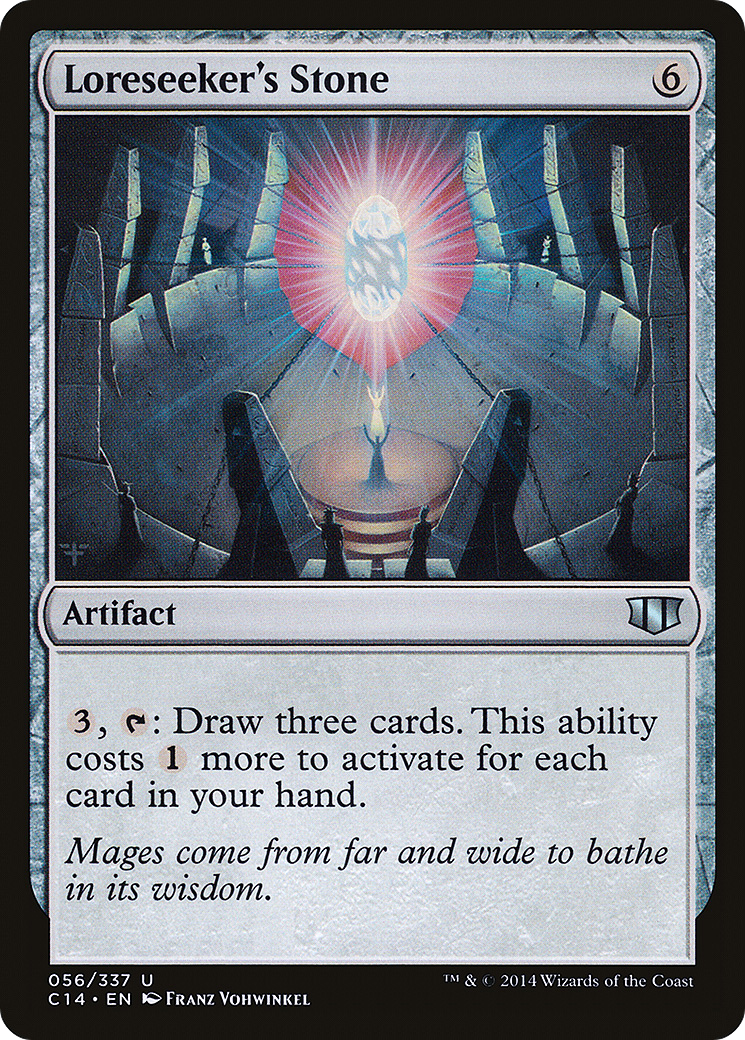 Loreseeker's Stone 6
Artifact
3, : Draw three cards. This ability
costs 1 more to activate for each
card in your hand.
Mages come from far and wide to bathe
in its wisdom.
056/337 U
™ & © 2014 Wizards of the Coast
C14 • EN Franz Vohwinkel